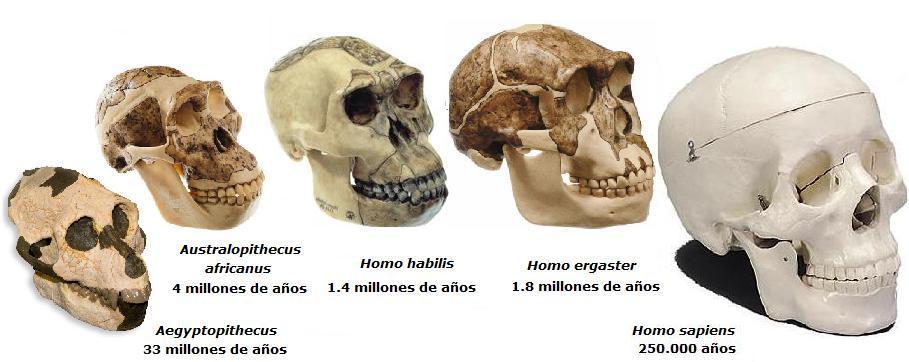 Australopithecus
africanus
4 millones de años
Homo habilis
1.4 millones de años
Homo ergaster
1.8 millones de años
Aegyptopithecus
33 millones de años
Homo sapiens
250.000 años